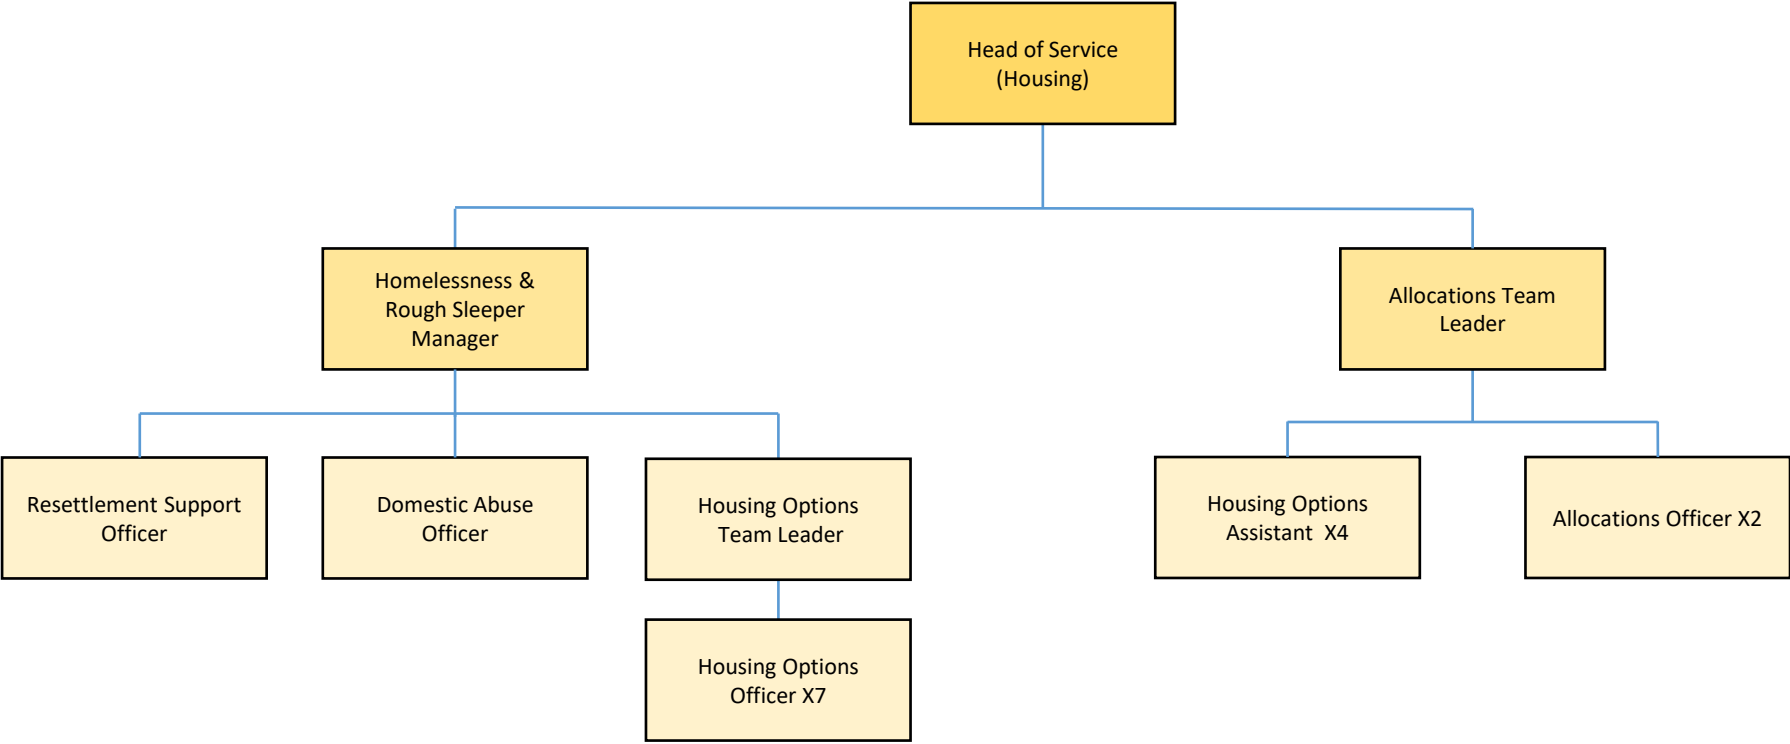 Head of Service
(Housing)
Homelessness &
Rough Sleeper
Manager
Allocations Team
Leader
Resettlement Support
Officer
Domestic Abuse
Officer
Housing Options
Team Leader
Housing Options
Assistant  X4
Allocations Officer X2
Housing Options
Officer X7